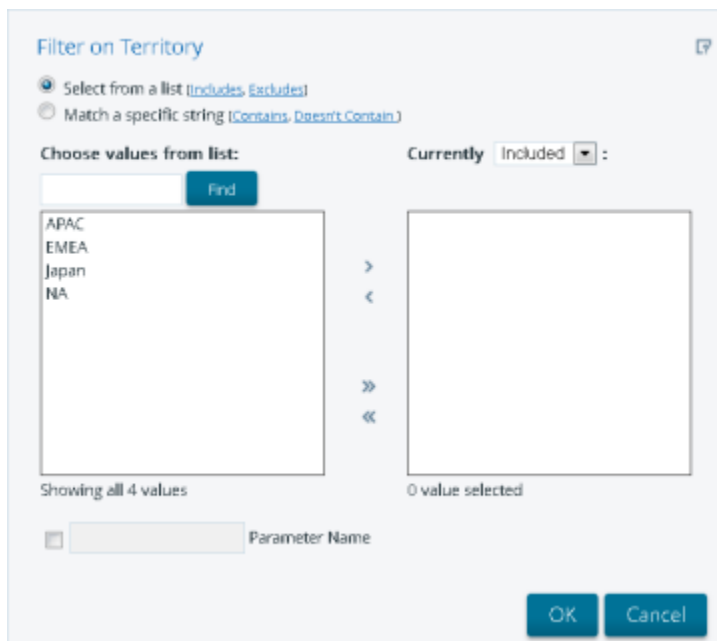 Filter on Territory
Select from a list [Includes, Excludes]
Match a specific string [Contains, Doesn't Contain ]
Choose values from list:
Currently Included :
Find
APAC
EMEA
Japan
NA
>
<
»
«
Showing all 4 values
0 value selected
Parameter Name
OK Cancel